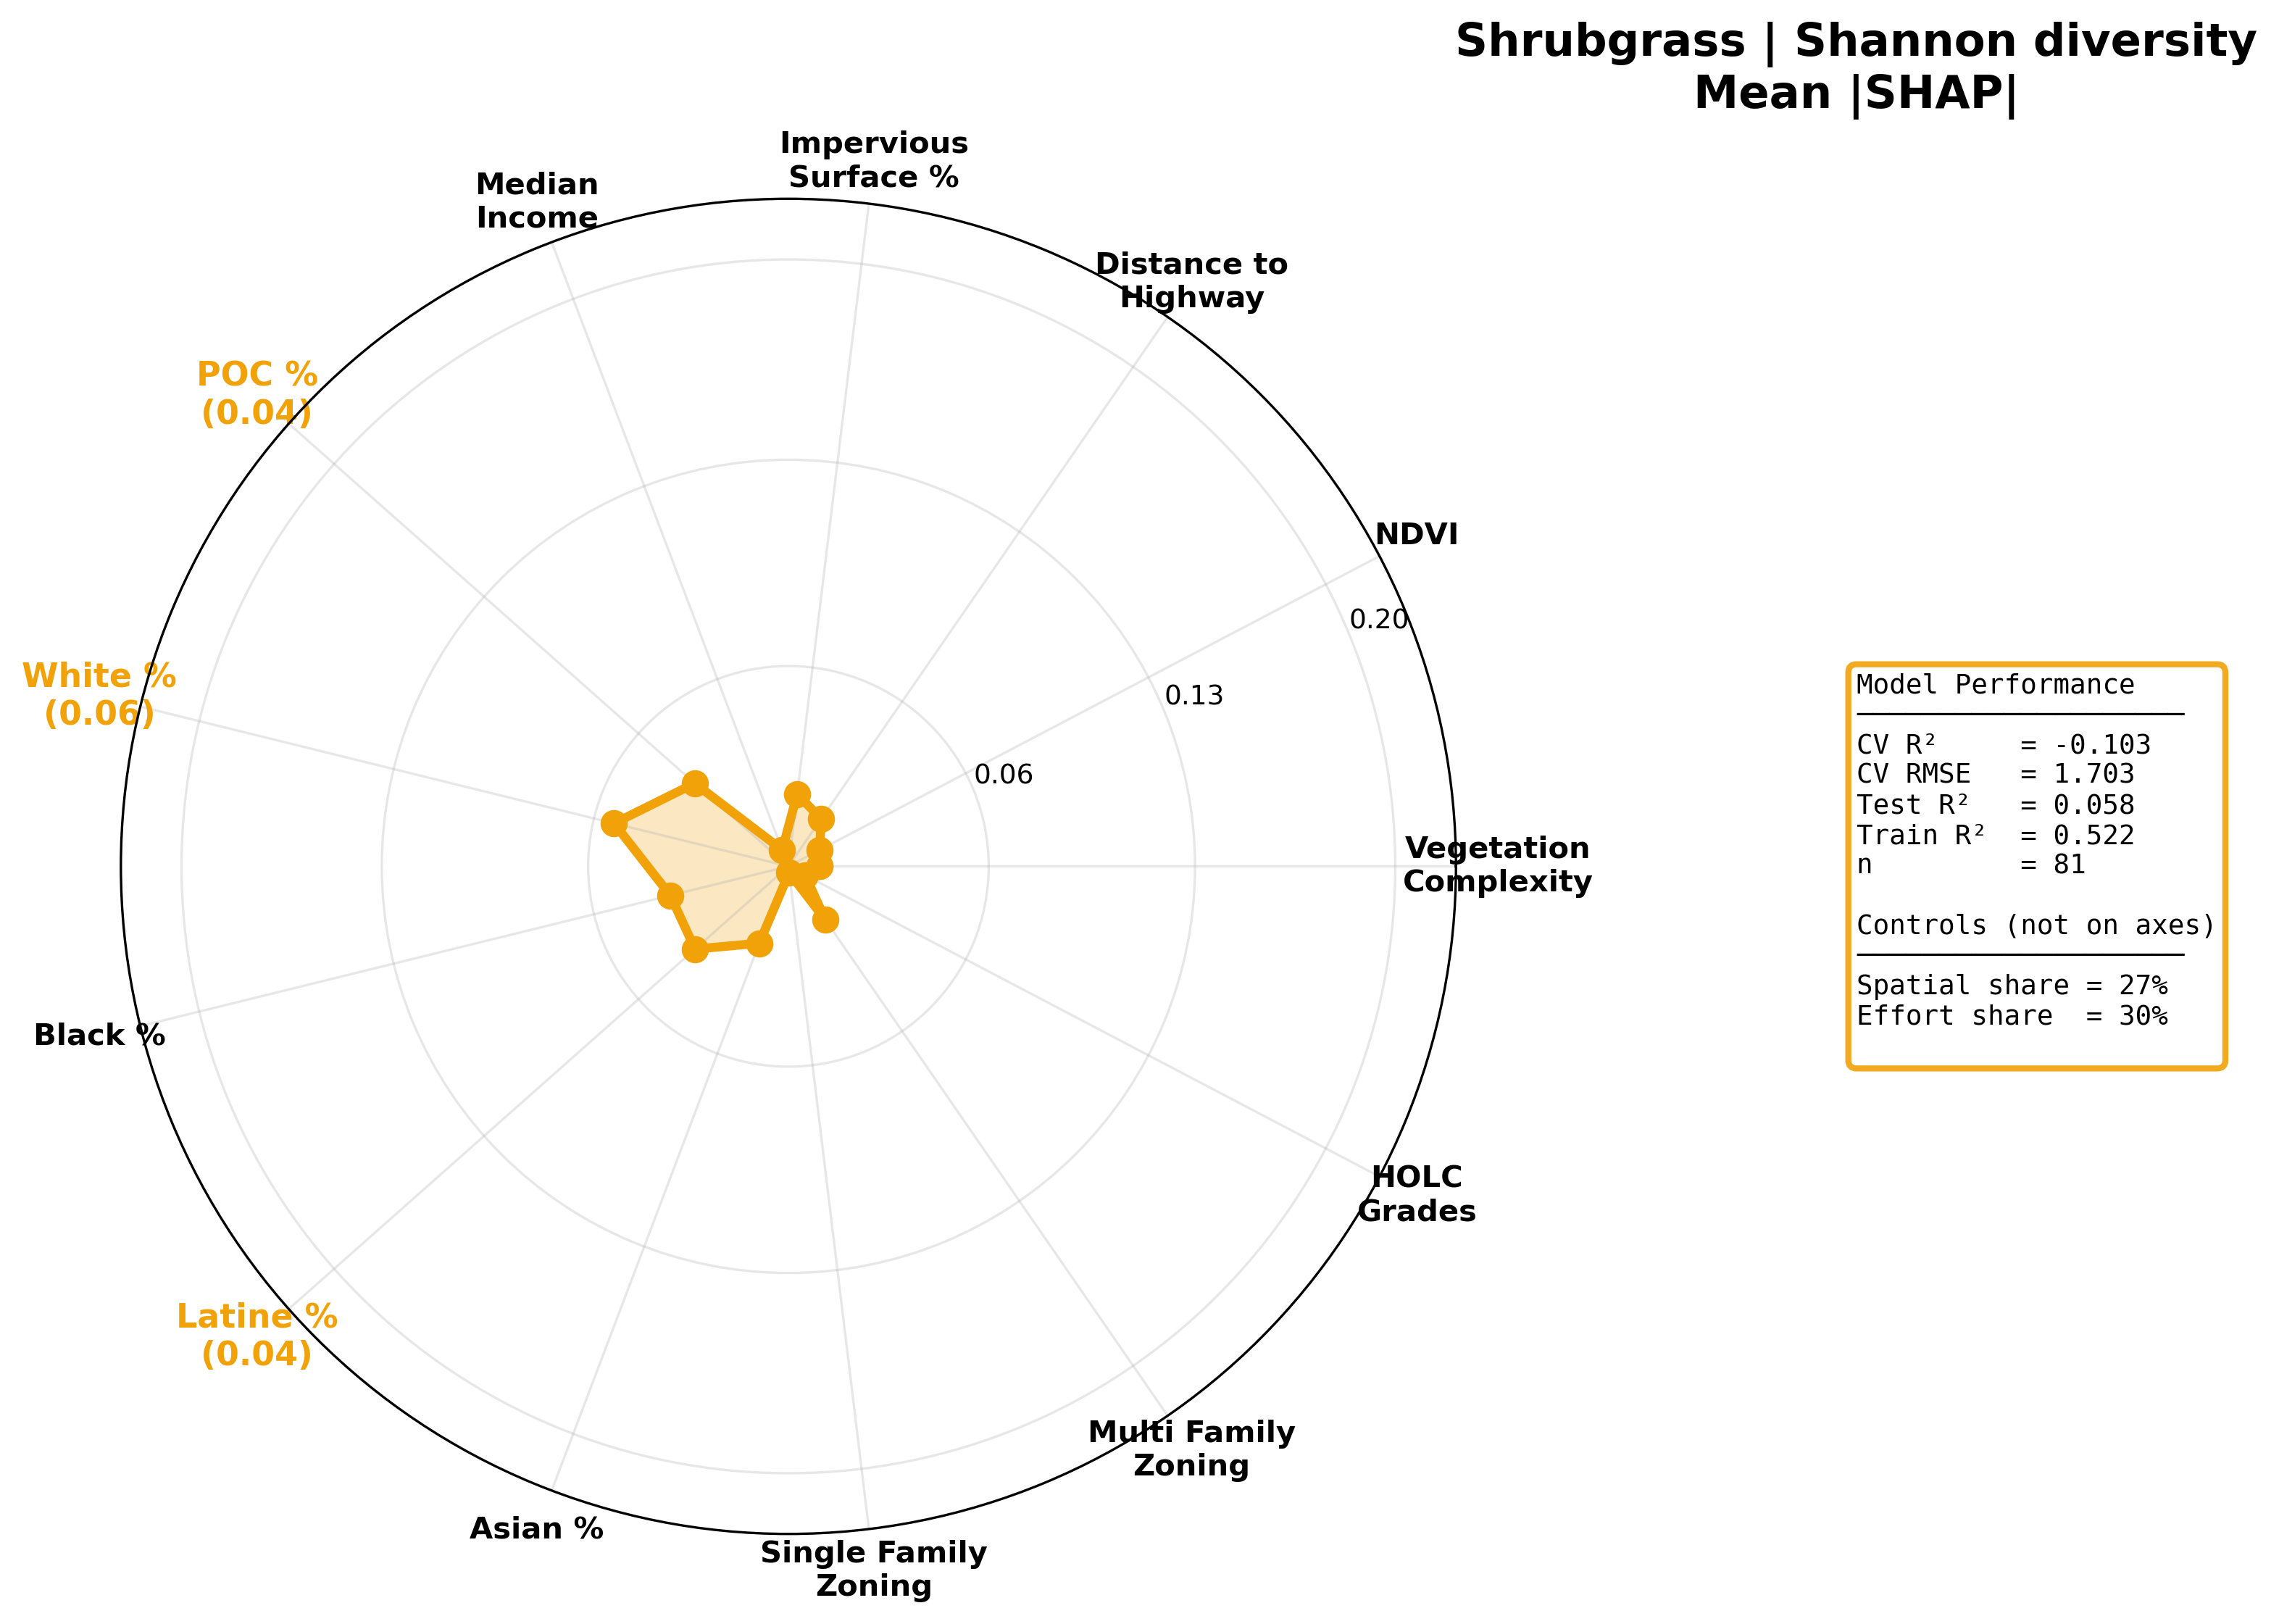 Shrubgrass | Shannon diversity
Mean |SHAP|
Impervious
Surface %
Median
Income
Distance to
Highway
POC %
(0.04)
NDVI
0.20
White %
(0.06)
0.13
0.06
Vegetation
Complexity
Black %
HOLC
Grades
Latine %
(0.04)
Multi Family
Zoning
Asian %
Single Family
Zoning
Model Performance
CV R² = -0.103
CV RMSE = 1.703
Test R² = 0.058
Train R² = 0.522
n = 81
Controls (not on axes)
Spatial share = 27%
Effort share = 30%